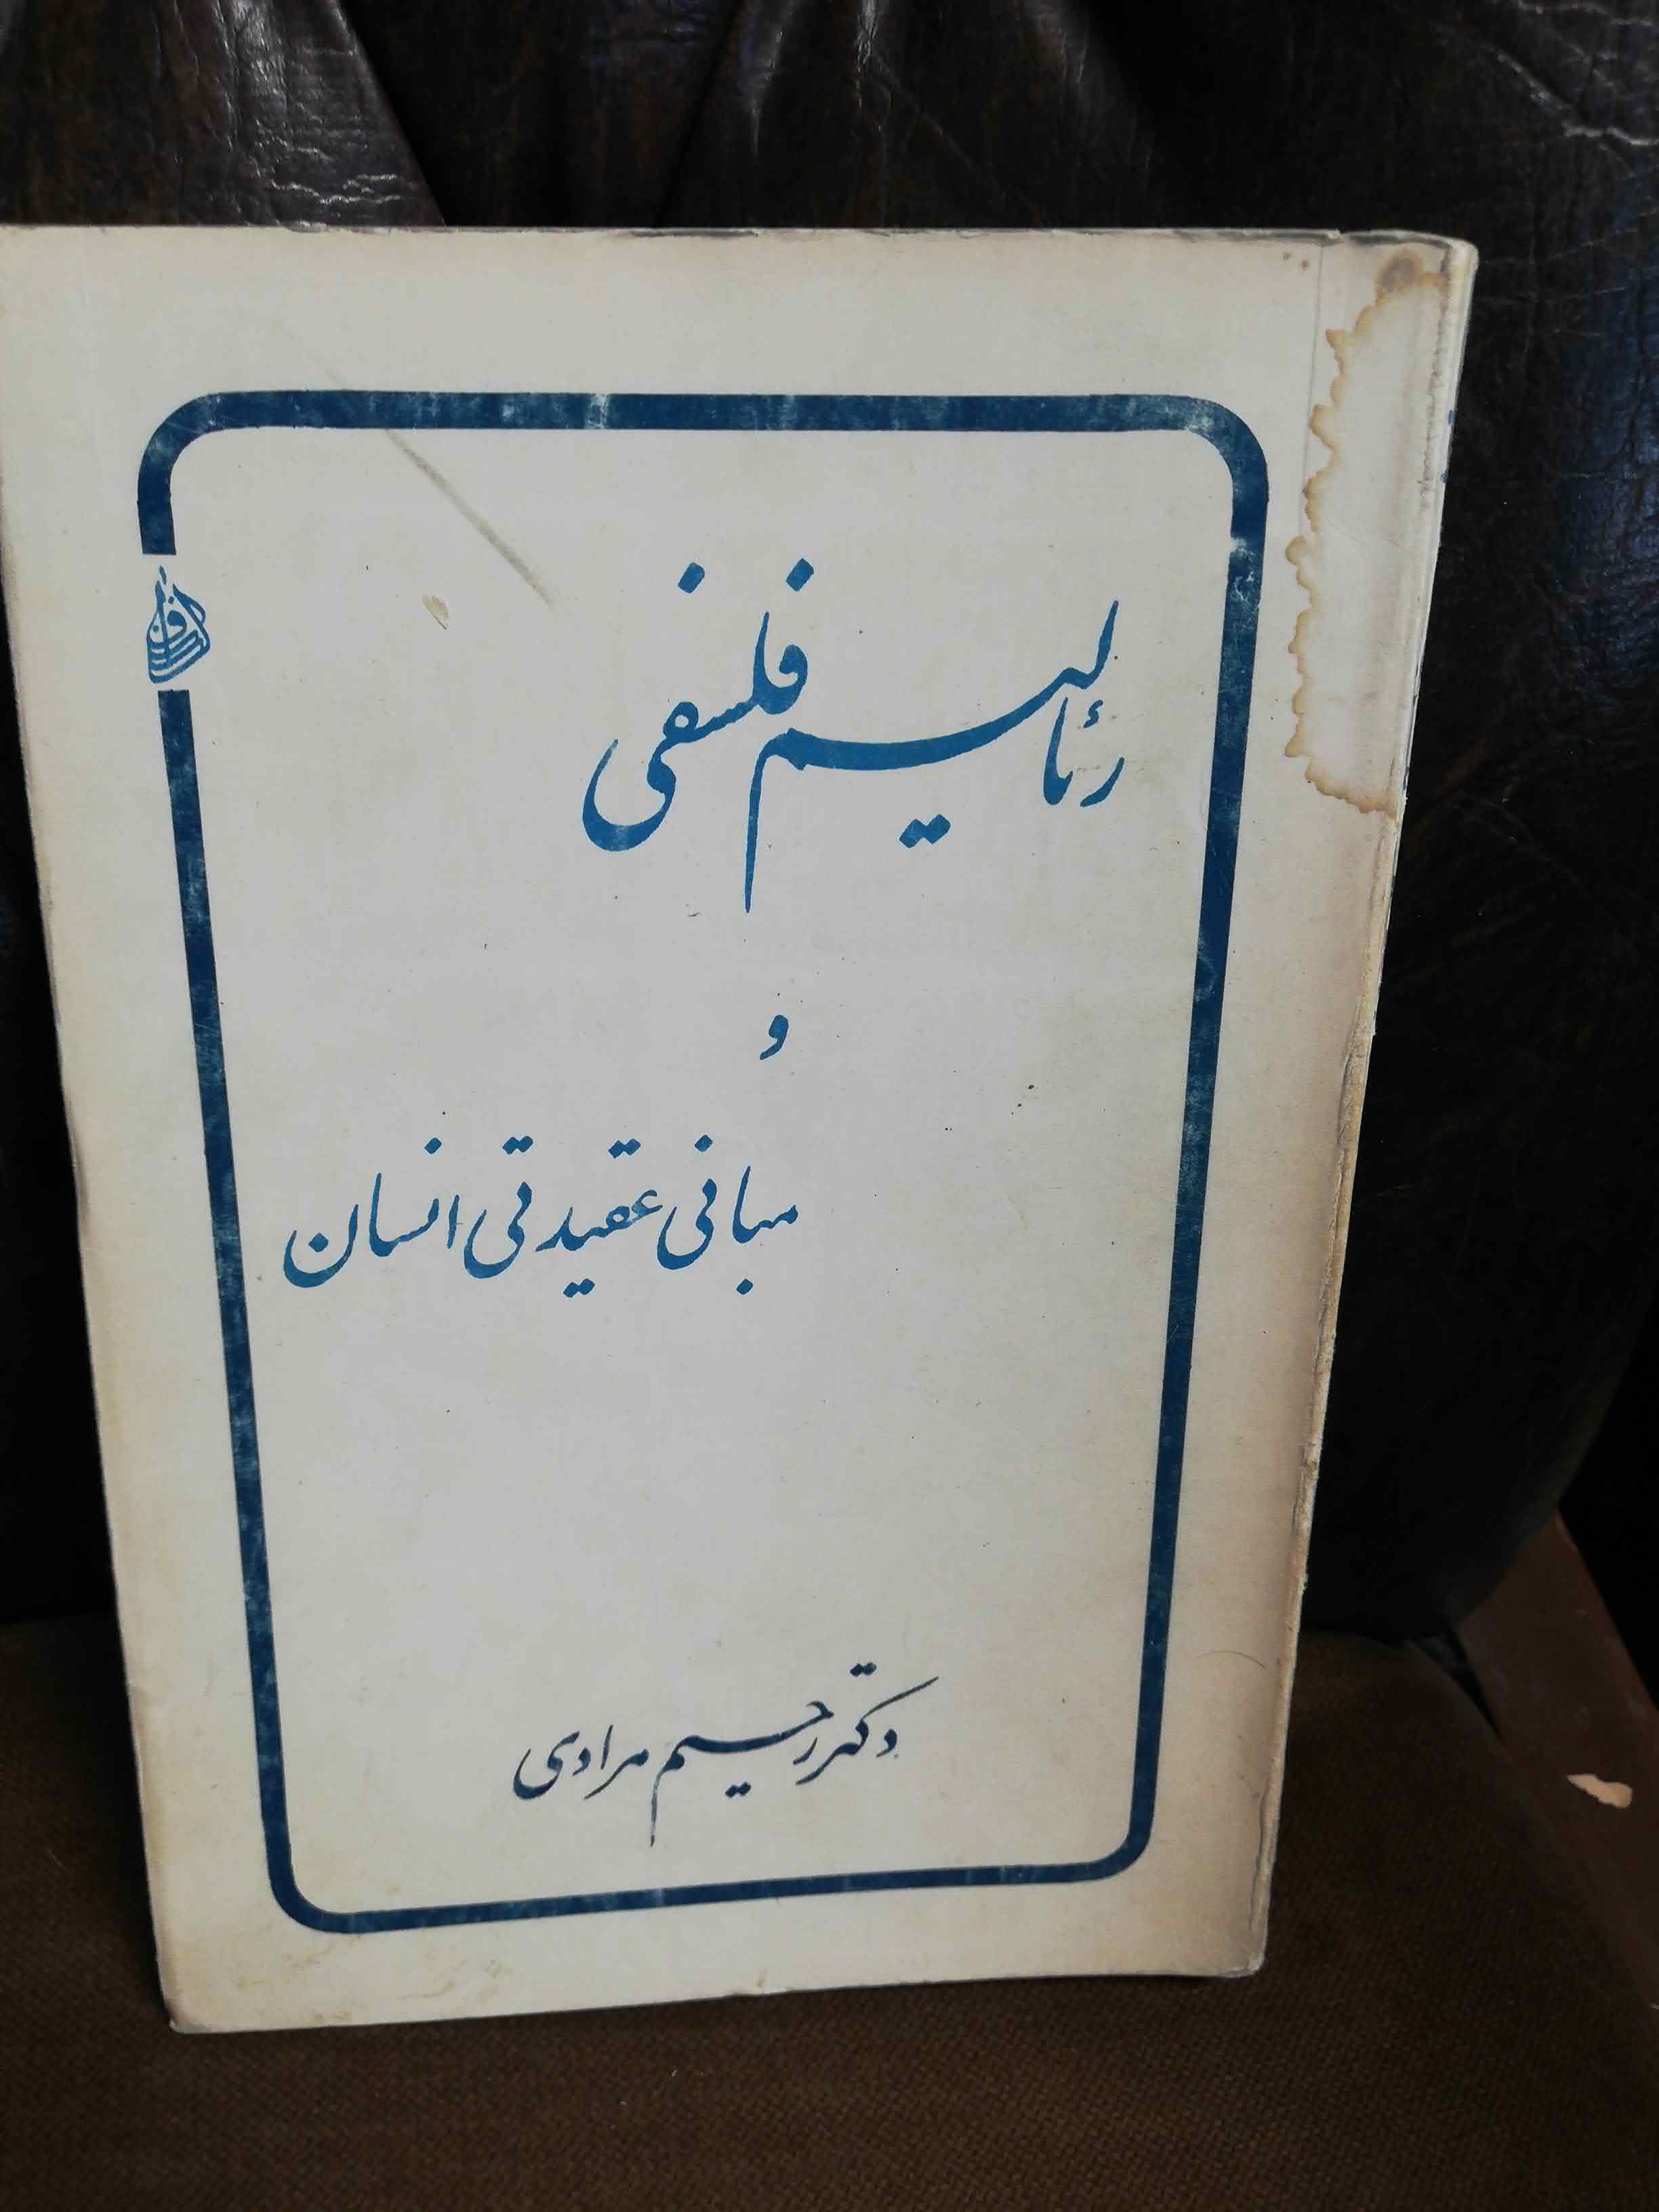 رئالیسم فلسفی
و
مبانی عقیدتی انسان
دکتر رحیم مرادی